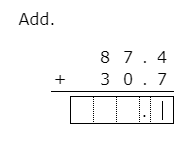 Add.
8 7 . 4
+ 3 0 . 7
.